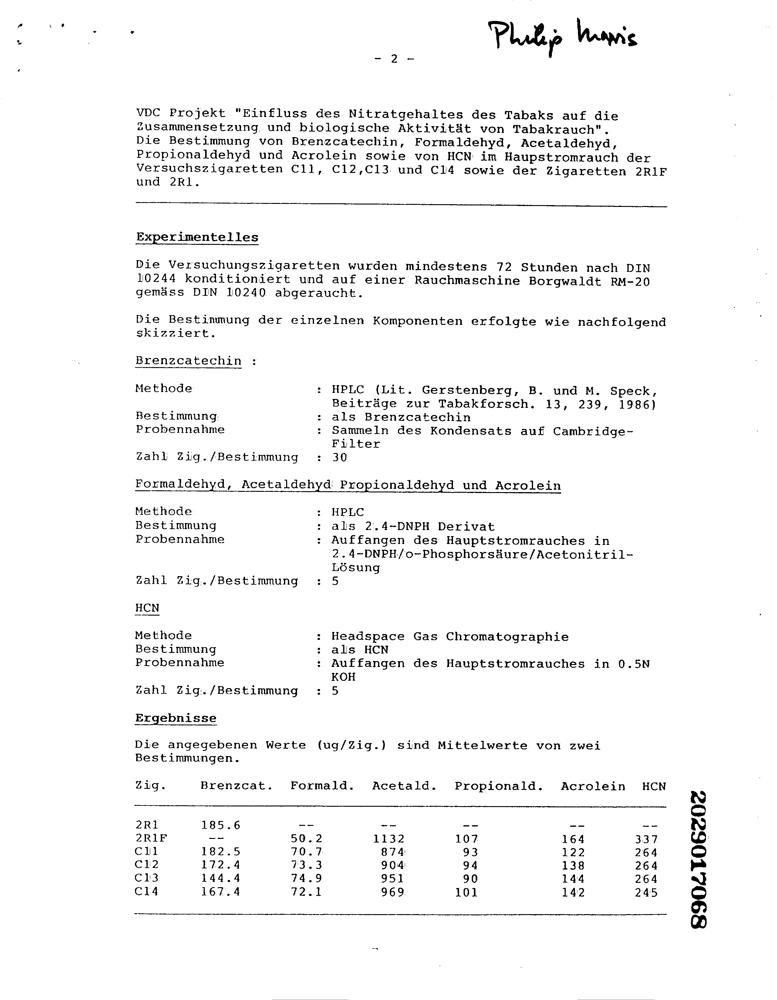 Philip Morris
- 2 -
VDC Projekt "Einfluss des Nitratgehaltes des Tabaks auf die
Zusammensetzung und biologische Aktivität von Tabakrauch".
Die Bestimmung von Brenzcatechin, Formaldehyd, Acetaldehyd,
Propionaldehyd und Acrolein sowie von HCN im Haupstromrauch der
Versuchszigaretten C11, C12,C13 und C14 sowie der Zigaretten 2R1F
und 2R1.
Experimentelles
Die Versuchungszigaretten wurden mindestens 72 Stunden nach DIN
10244 konditioniert und auf einer Rauchmaschine Borgwaldt RM-20
gemäss DIN 10240 abgeraucht.
Die Bestimmung der einzelnen Komponenten erfolgte wie nachfolgend
skizziert.
Brenzcatechin :
Methode : HPLC (Lit. Gerstenberg, B. und M. Speck,
Beiträge zur Tabakforsch. 13, 239, 1986)
Bestimmung : als Brenzcatechin
Probennahme : Sammeln des Kondensats auf Cambridge-
Filter
Zahl Zig./Bestimmung : 30
Formaldehyd, Acetaldehyd Propionaldehyd und Acrolein
Methode : HPLC
Bestimmung : als 2.4-DNPH Derivat
Probennahme : Auffangen des Hauptstromrauches in
2.4-DNPH/o-Phosphorsäure/Acetonitril-
Lösung
Zahl Zig./Bestimmung : 5
HCN
Methode : Headspace Gas Chromatographie
Bestimmung : als HCN
Probennahme : Auffangen des Hauptstromrauches in 0.5N
KOH
Zahl Zig./Bestimmung : 5
Ergebnisse
Die angegebenen Werte (ug/Zig.) sind Mittelwerte von zwei
Bestimmungen.
Zig. Brenzcat. Formald. Acetald. Propionald. Acrolein HCN
2R1 185.6 -- -- -- -- --
2R1F -- 50.2 1132 107 164 337
C11 182.5 70.7 874 93 122 264
C12 172.4 73.3 904 94 138 264
C13 144.4 74.9 951 90 144 264
C14 167.4 72.1 969 101 142 245
2029017068